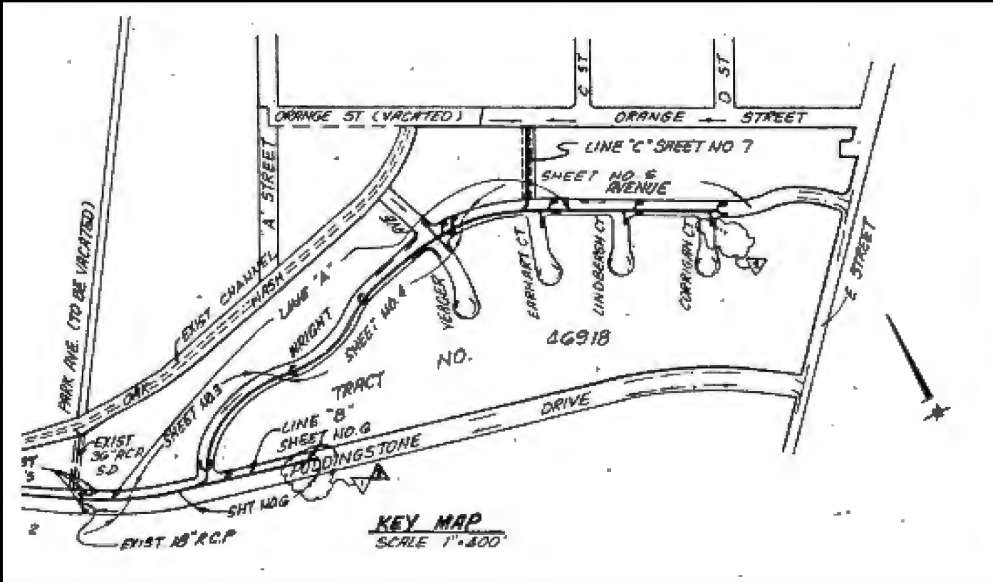 C ST
D ST
ORANGE ST (VACATED)
ORANGE STREET
LINE "C" SHEET NO 7
SHEET NO 5
AVENUE
"A" STREET
E STREET
PARK AVE. (TO BE VACATED)
EXIST CHANNEL
WASH
LINE "A"
YEAGER
EARHART CT
LINDBERGH CT
CORRIGAN CT
WRIGHT
SHEET NO. 4
SHEET NO. 3
TRACT NO. 46918
EXIST
36" RCP
S.D
LINE "B"
SHEET NO. 6
PUDDINGSTONE DRIVE
SHT NO 6
EXIST 18" R.C.P
KEY MAP
SCALE 1"=400'